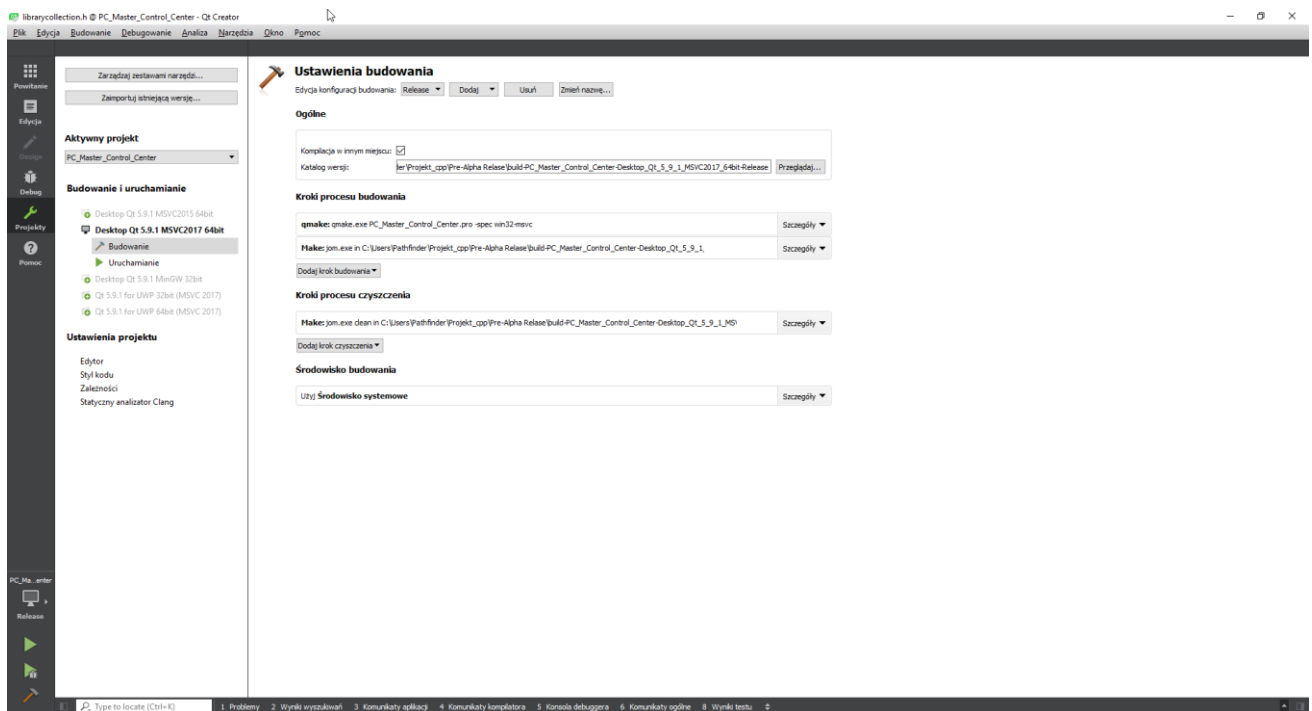 librarycollection.h @ PC_Master_Control_Center - Qt Creator
Plik Edycja Budowanie Debugowanie Analiza Narzędzia Okno Pomoc
Powitanie
Edycja
Design
Debug
Projekty
Pomoc
Zarządzaj zestawami narzędzi...
Zaimportuj istniejącą wersję...
Aktywny projekt
PC_Master_Control_Center
Budowanie i uruchamianie
Desktop Qt 5.9.1 MSVC2015 64bit
Desktop Qt 5.9.1 MSVC2017 64bit
Budowanie
Uruchamianie
Desktop Qt 5.9.1 MinGW 32bit
Qt 5.9.1 for UWP 32bit (MSVC 2017)
Qt 5.9.1 for UWP 64bit (MSVC 2017)
Ustawienia projektu
Edytor
Styl kodu
Zależności
Statyczny analizator Clang
Ustawienia budowania
Edycja konfiguracji budowania: Release Dodaj Usuń Zmień nazwę...
Ogólne
Kompilacja w innym miejscu:
Katalog wersji: ler\Projekt_cpp\Pre-Alpha Relase\build-PC_Master_Control_Center-Desktop_Qt_5_9_1_MSVC2017_64bit-Release Przeglądaj...
Kroki procesu budowania
qmake: qmake.exe PC_Master_Control_Center.pro -spec win32-msvc Szczegóły
Make: jom.exe in C:\Users\Pathfinder\Projekt_cpp\Pre-Alpha Relase\build-PC_Master_Control_Center-Desktop_Qt_5_9_1_ Szczegóły
Dodaj krok budowania
Kroki procesu czyszczenia
Make: jom.exe clean in C:\Users\Pathfinder\Projekt_cpp\Pre-Alpha Relase\build-PC_Master_Control_Center-Desktop_Qt_5_9_1_MSV Szczegóły
Dodaj krok czyszczenia
Środowisko budowania
Użyj Środowisko systemowe Szczegóły
PC_Ma...enter
Release
Type to locate (Ctrl+K) 1 Problemy 2 Wyniki wyszukiwań 3 Komunikaty aplikacji 4 Komunikaty kompilatora 5 Konsola debuggera 6 Komunikaty ogólne 8 Wyniki testu